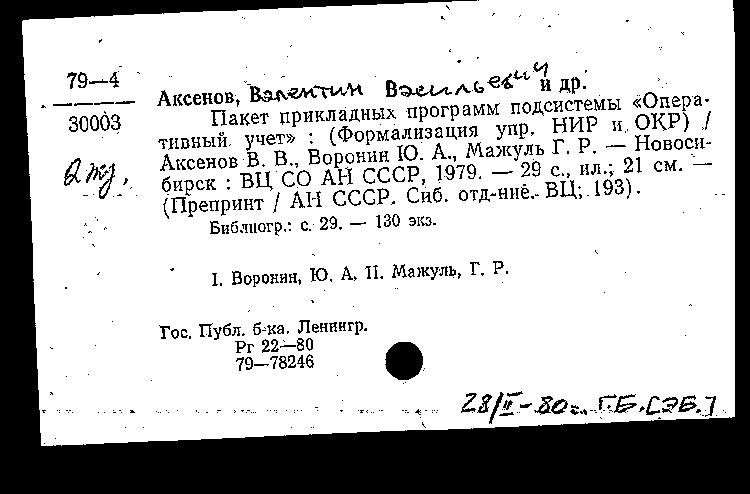 79—4
30003
2 жд.
Аксенов, Валентин Васильевич и др.
Пакет прикладных программ подсистемы «Опера-
тивный учет» : (Формализация упр. НИР и ОКР) /
Аксенов В. В., Воронин Ю. А., Мажуль Г. Р. — Новоси-
бирск : ВЦ СО АН СССР, 1979. — 29 с., ил.; 21 см. —
(Препринт / АН СССР. Сиб. отд-ние. ВЦ; 193).
Библиогр.: с. 29. — 130 экз.
I. Воронин, Ю. А. II. Мажуль, Г. Р.
Гос. Публ. б-ка. Ленингр.
Рг 22—80
79—78246
28/II-80г. Г.Б. [ЭБ.]